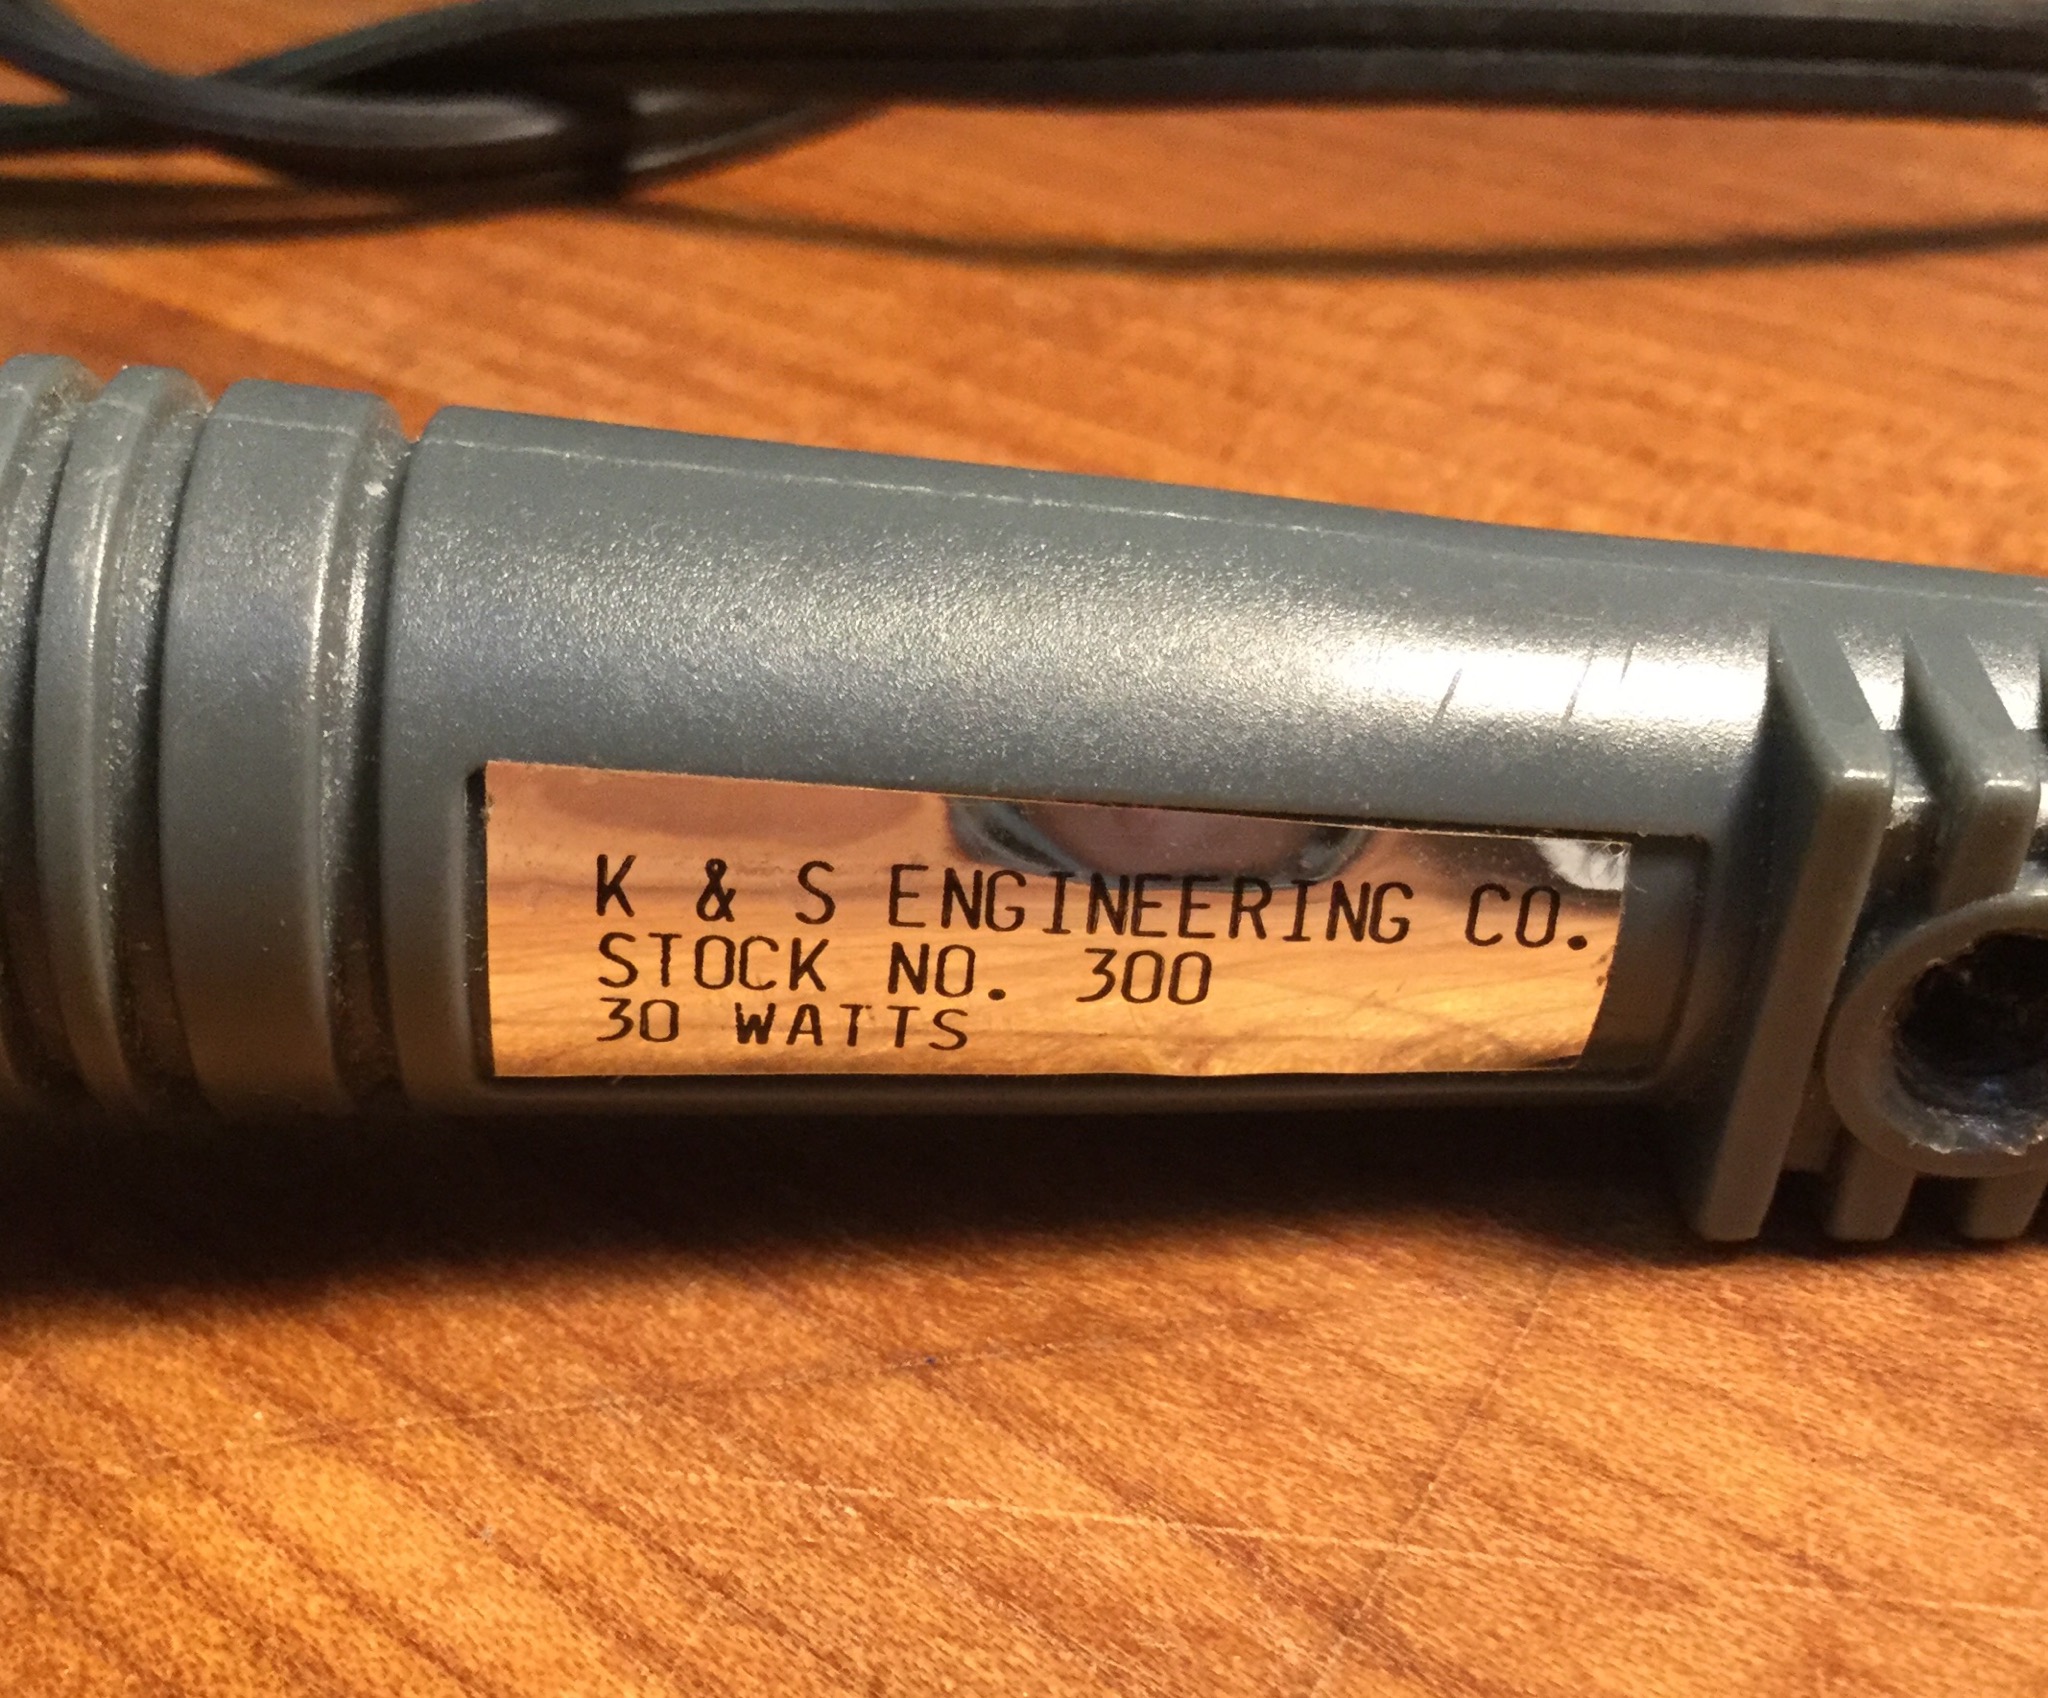 K & S ENGINEERING CO.
STOCK NO. 300
30 WATTS